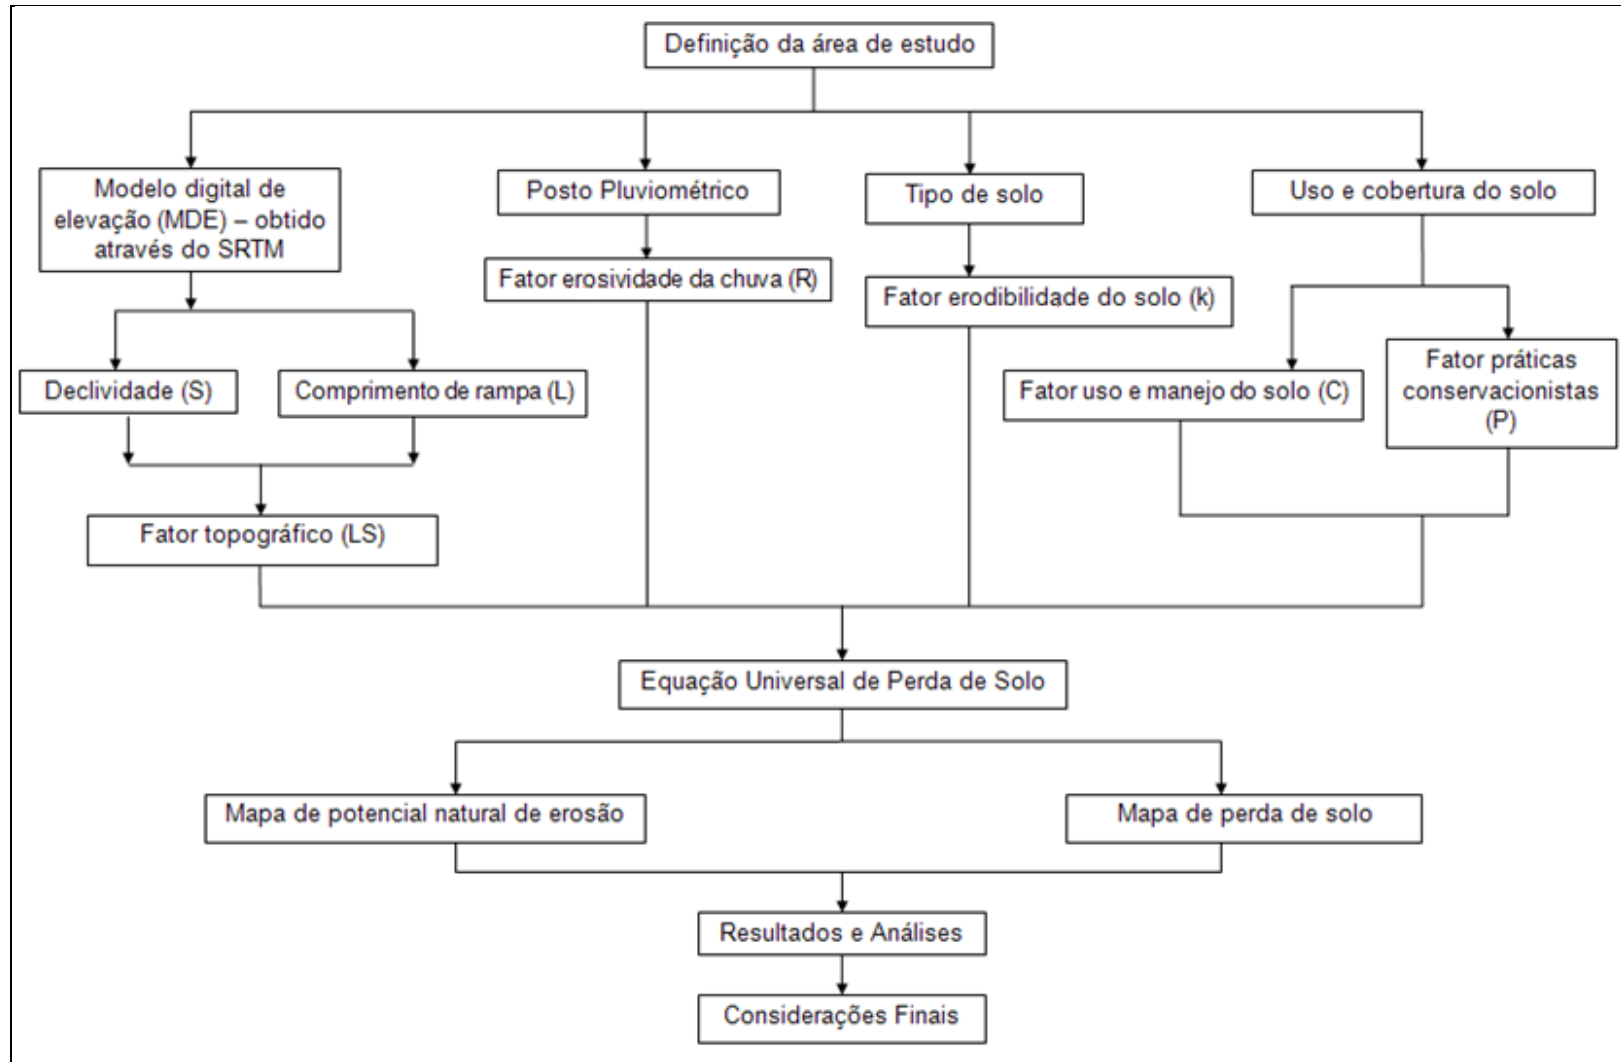 Definição da área de estudo
Modelo digital de
elevação (MDE) – obtido
através do SRTM
Posto Pluviométrico
Tipo de solo
Uso e cobertura do solo
Fator erosividade da chuva (R)
Fator erodibilidade do solo (k)
Declividade (S)
Comprimento de rampa (L)
Fator uso e manejo do solo (C)
Fator práticas
conservacionistas
(P)
Fator topográfico (LS)
Equação Universal de Perda de Solo
Mapa de potencial natural de erosão
Mapa de perda de solo
Resultados e Análises
Considerações Finais